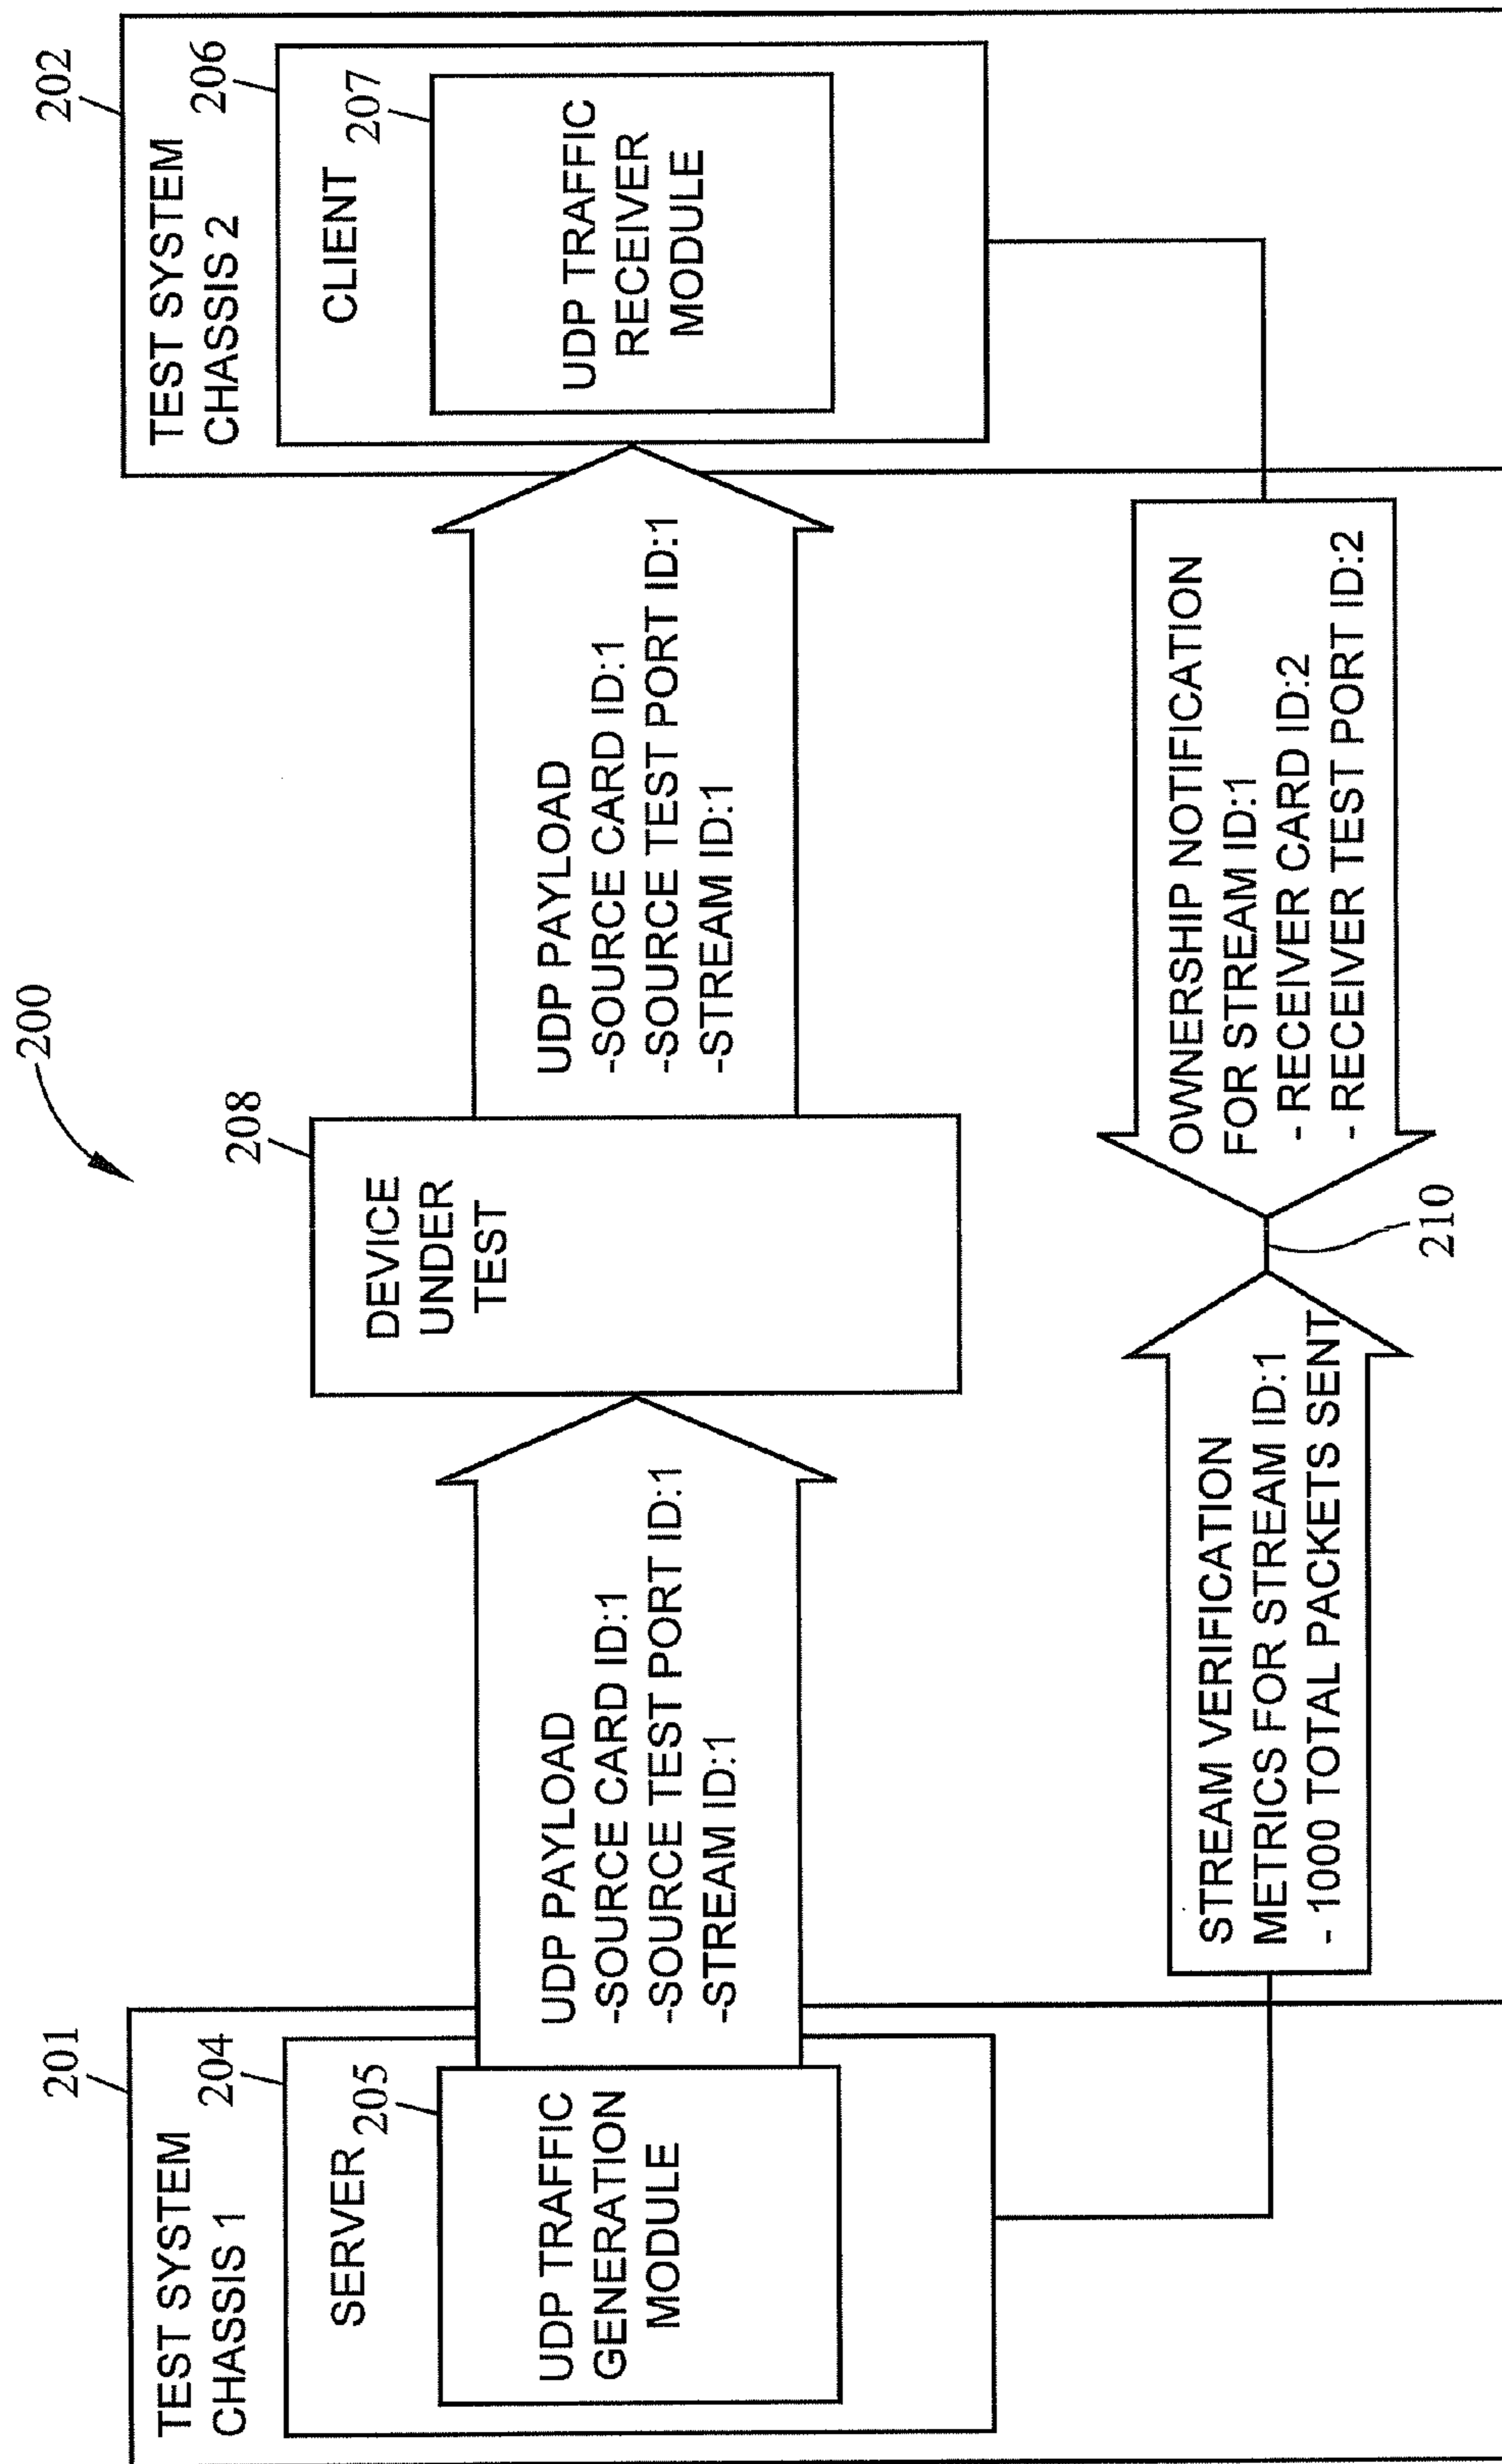 200
201
TEST SYSTEM
CHASSIS 1
204
SERVER
205
UDP TRAFFIC
GENERATION
MODULE
UDP PAYLOAD
-SOURCE CARD ID:1
-SOURCE TEST PORT ID:1
-STREAM ID:1
208
DEVICE
UNDER
TEST
UDP PAYLOAD
-SOURCE CARD ID:1
-SOURCE TEST PORT ID:1
-STREAM ID:1
202
TEST SYSTEM
CHASSIS 2
206
CLIENT
207
UDP TRAFFIC
RECEIVER
MODULE
STREAM VERIFICATION
METRICS FOR STREAM ID:1
- 1000 TOTAL PACKETS SENT
210
OWNERSHIP NOTIFICATION
FOR STREAM ID:1
- RECEIVER CARD ID:2
- RECEIVER TEST PORT ID:2